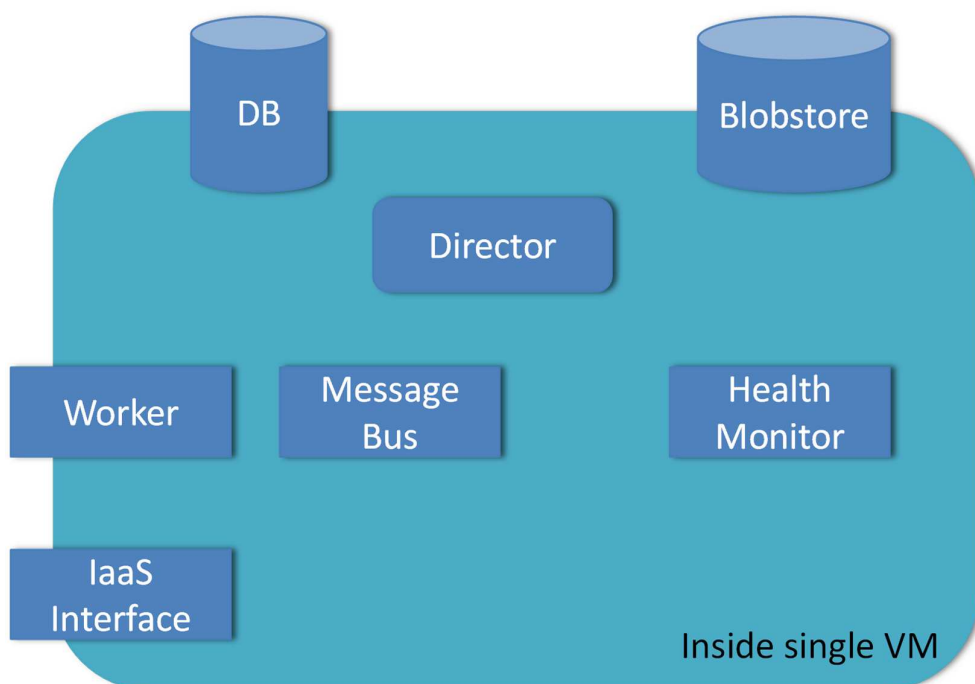 DB
Blobstore
Director
Worker
Message
Bus
Health
Monitor
IaaS
Interface
Inside single VM